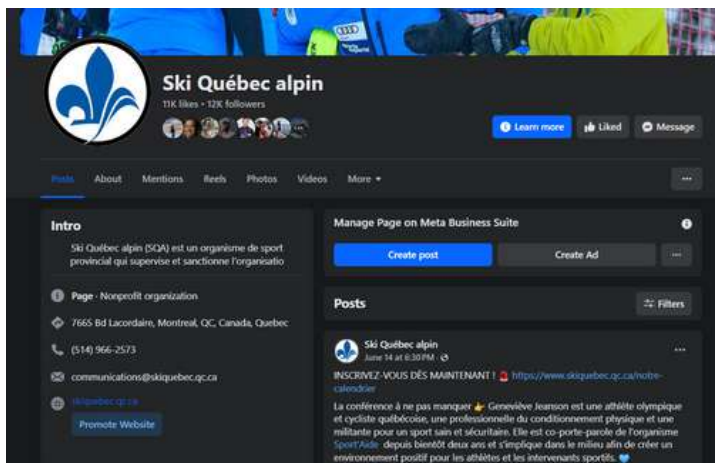 Ski Québec alpin
11K likes • 12K followers
Learn more
Liked
Message
Posts
About
Mentions
Reels
Photos
Videos
More
Intro
Ski Québec alpin (SQA) est un organisme de sport
provincial qui supervise et sanctionne l'organisatio
Page · Nonprofit organization
7665 Bd Lacordaire, Montreal, QC, Canada, Quebec
(514) 966-2573
communications@skiquebec.qc.ca
skiquebec.qc.ca
Promote Website
Manage Page on Meta Business Suite
Create post
Create Ad
Posts
Filters
Ski Québec alpin
June 14 at 6:30 PM
INSCRIVEZ-VOUS DÈS MAINTENANT ! 🚨 https://www.skiquebec.qc.ca/notre-
calendrier
La conférence à ne pas manquer 👉 Geneviève Jeanson est une athlète olympique
et cycliste québécoise, une professionnelle du conditionnement physique et une
militante pour un sport sain et sécuritaire. Elle est co-porte-parole de l'organisme
Sport'Aide depuis bientôt deux ans et s'implique dans le milieu afin de créer un
environnement positif pour les athlètes et les intervenants sportifs. 💙